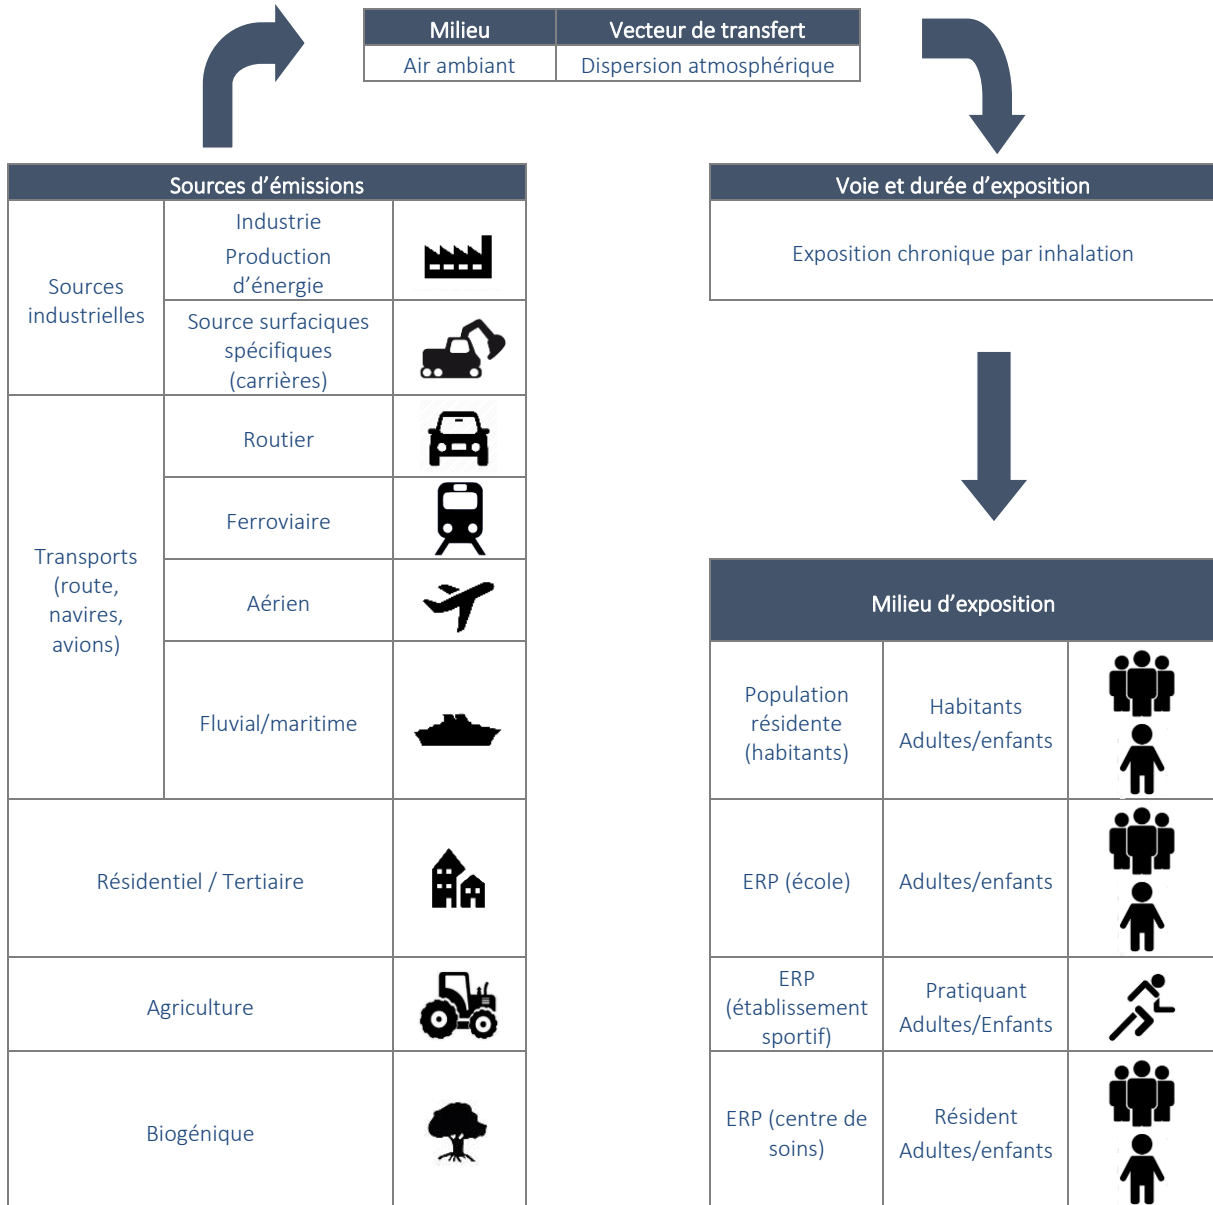 Milieu
Vecteur de transfert
Air ambiant
Dispersion atmosphérique
Sources d’émissions
Sources
industrielles
Industrie
Production
d’énergie
Source surfaciques
spécifiques
(carrières)
Transports
(route,
navires,
avions)
Routier
Ferroviaire
Aérien
Fluvial/maritime
Résidentiel / Tertiaire
Agriculture
Biogénique
Voie et durée d’exposition
Exposition chronique par inhalation
Milieu d’exposition
Population
résidente
(habitants)
Habitants
Adultes/enfants
ERP (école)
Adultes/enfants
ERP
(établissement
sportif)
Pratiquant
Adultes/Enfants
ERP (centre de
soins)
Résident
Adultes/enfants